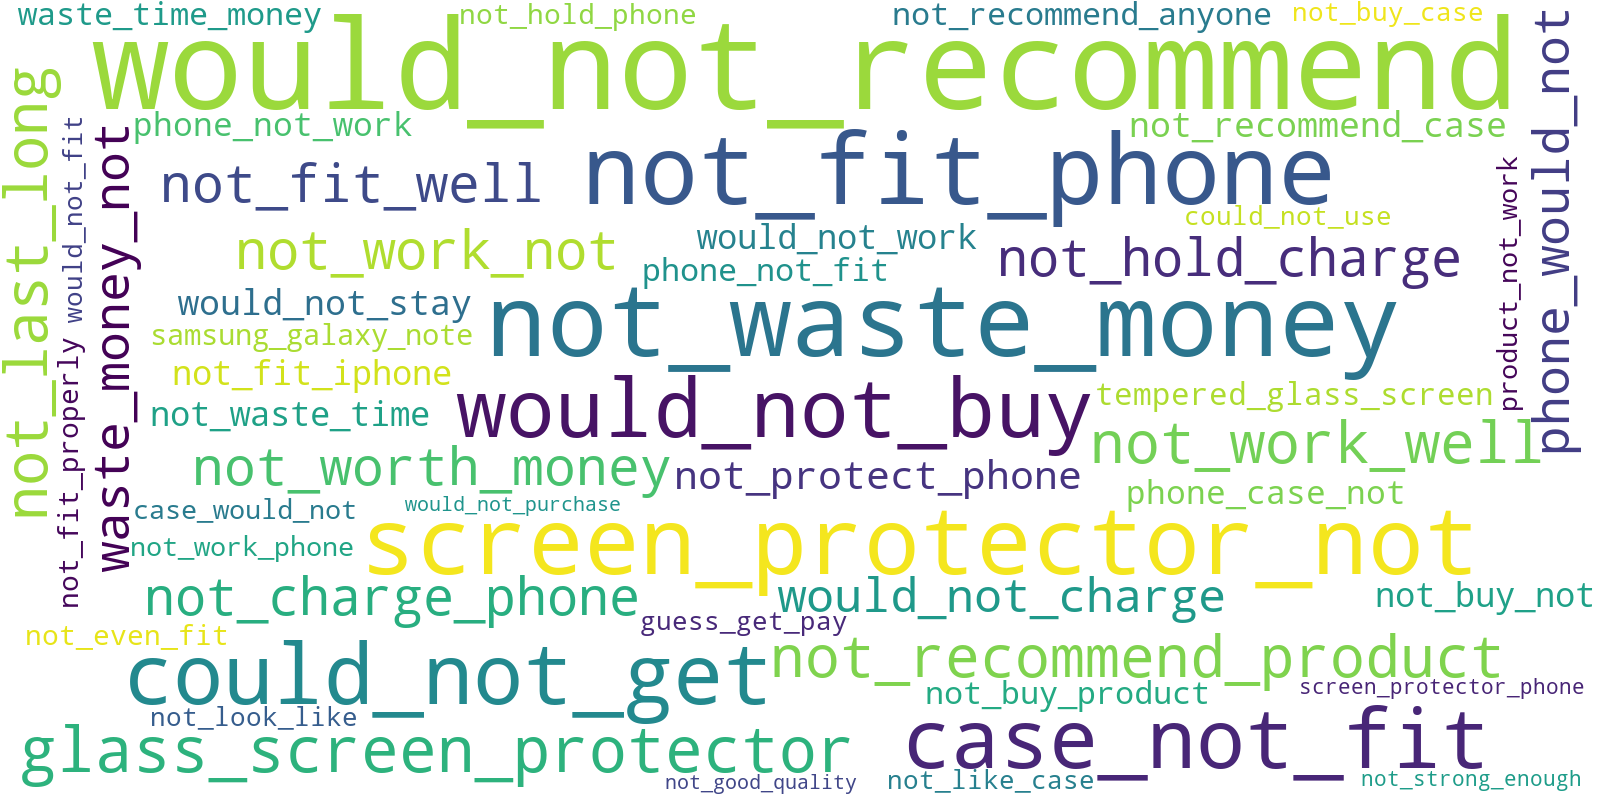 waste_time_money
not_hold_phone
not_recommend_anyone
not_buy_case
would_not_recommend
not_last_long
would_not_fit
waste_money_not
phone_not_work
not_fit_phone
not_recommend_case
phone_would_not
not_fit_well
product_not_work
could_not_use
not_work_not
would_not_work
not_hold_charge
phone_not_fit
would_not_stay
not_waste_money
samsung_galaxy_note
not_fit_iphone
not_fit_properly
not_waste_time
would_not_buy
tempered_glass_screen
not_work_well
not_worth_money
not_protect_phone
phone_case_not
case_would_not
would_not_purchase
screen_protector_not
not_work_phone
not_charge_phone
would_not_charge
not_buy_not
not_even_fit
guess_get_pay
could_not_get
not_recommend_product
not_buy_product
screen_protector_phone
not_look_like
case_not_fit
glass_screen_protector
not_good_quality
not_like_case
not_strong_enough